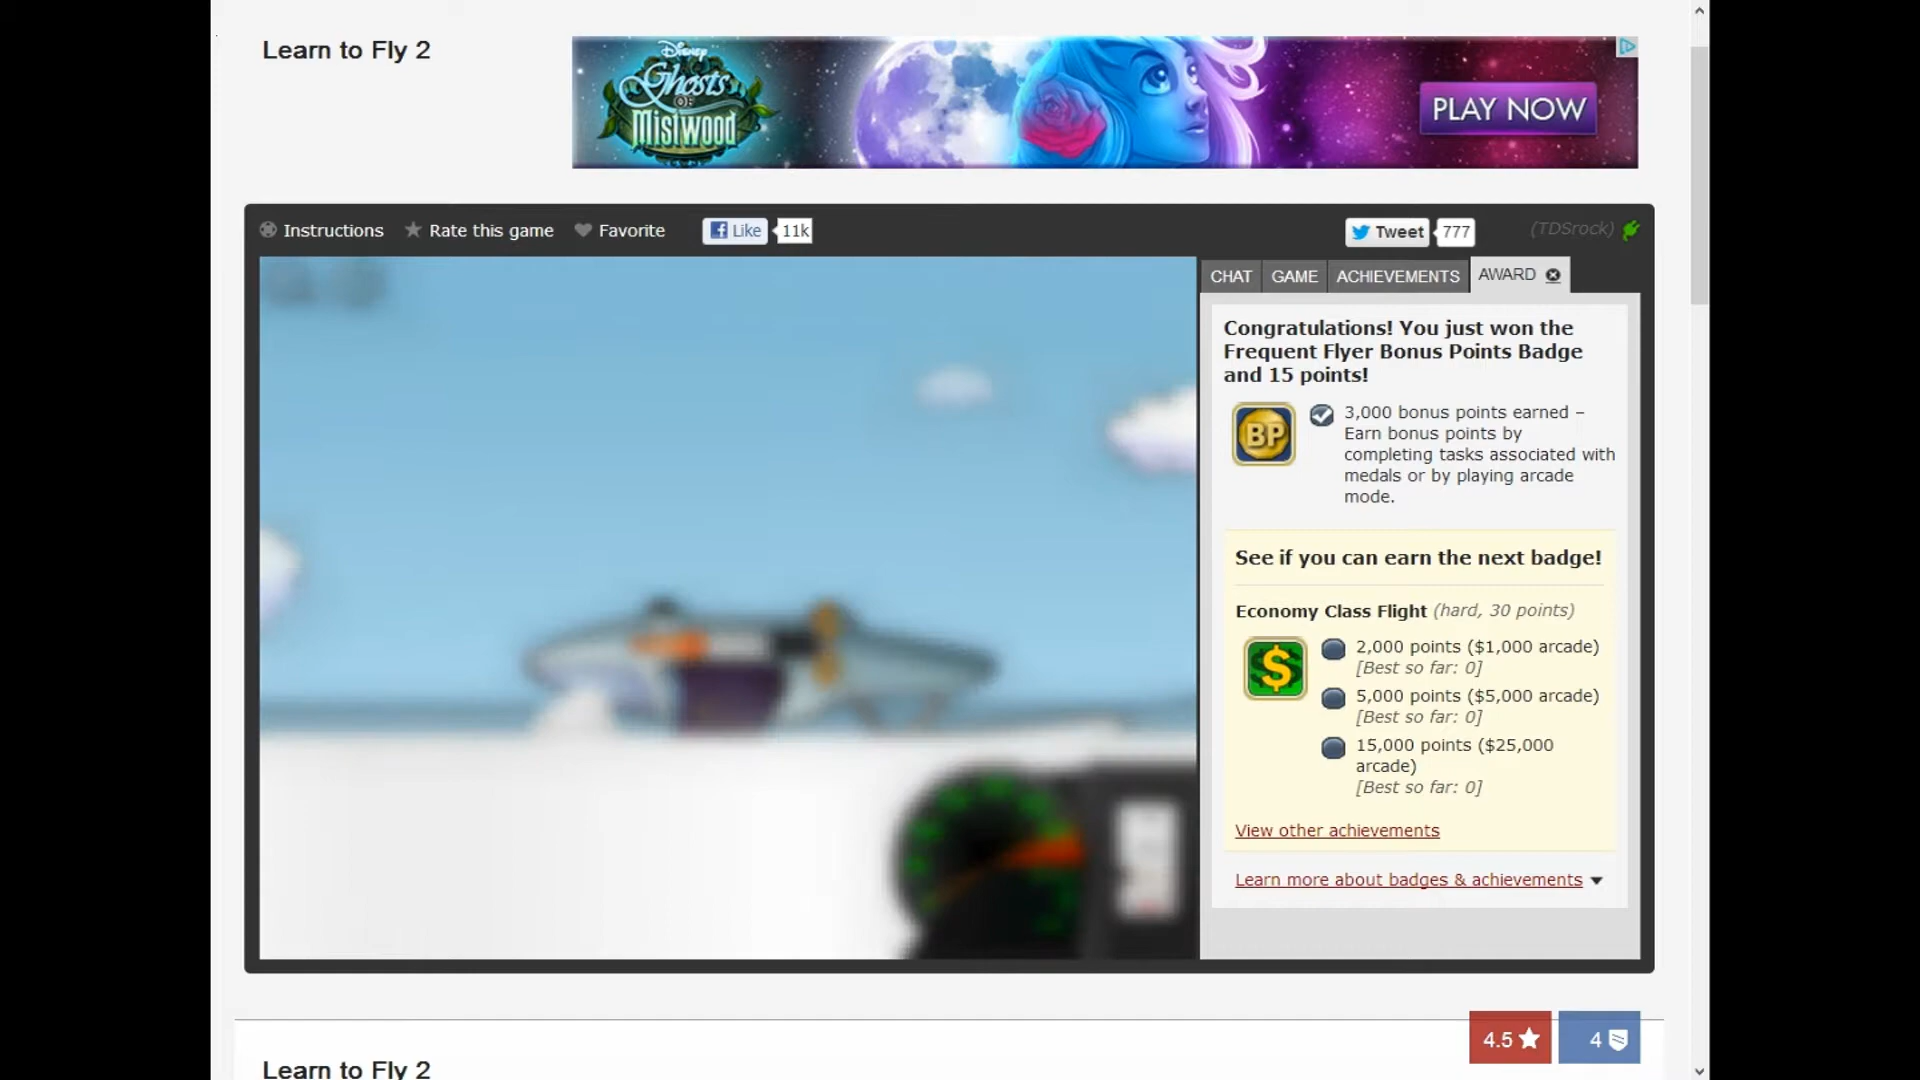 Learn to Fly 2
Disney
Ghosts
OF
Mistwood
PLAY NOW
Instructions
Rate this game
Favorite
Like
11k
Tweet
777
(TDSrock)
CHAT
GAME
ACHIEVEMENTS
AWARD
Congratulations! You just won the
Frequent Flyer Bonus Points Badge
and 15 points!
BP
3,000 bonus points earned –
Earn bonus points by
completing tasks associated with
medals or by playing arcade
mode.
See if you can earn the next badge!
Economy Class Flight (hard, 30 points)
$
2,000 points ($1,000 arcade)
[Best so far: 0]
5,000 points ($5,000 arcade)
[Best so far: 0]
15,000 points ($25,000
arcade)
[Best so far: 0]
View other achievements
Learn more about badges & achievements
4.5
4
Learn to Fly 2